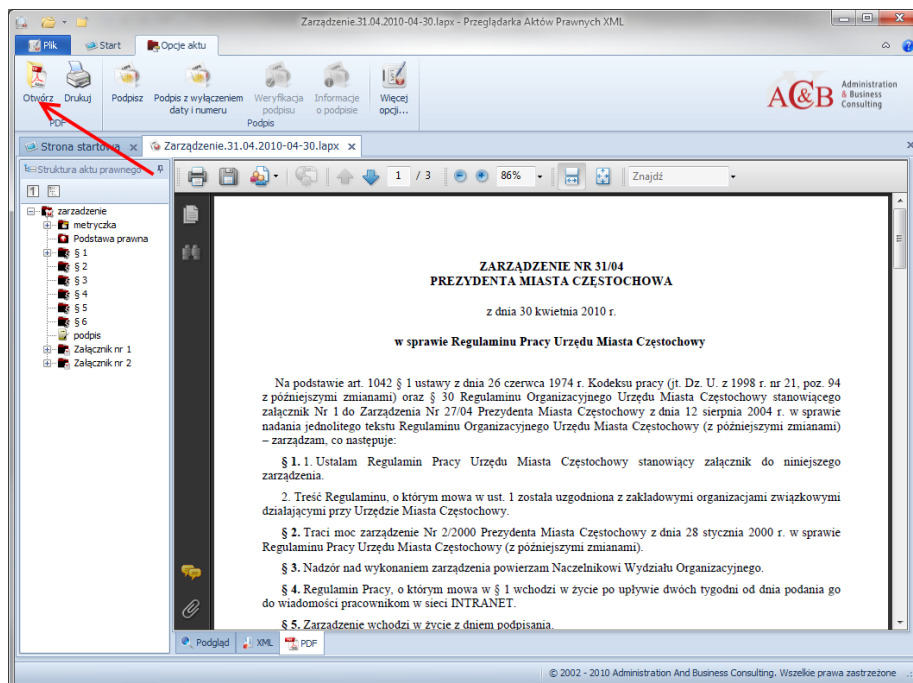 Zarządzenie.31.04.2010-04-30.lapx - Przeglądarka Aktów Prawnych XML
Plik Start Opcje aktu
Otwórz Drukuj Podpisz Podpis z wyłączeniem daty i numeru Weryfikacja podpisu Informacje o podpisie Więcej opcji...
PDF Podpis
A&B Administration & Business Consulting
Strona startowa x Zarządzenie.31.04.2010-04-30.lapx x
Struktura aktu prawnego
1 / 3 86% Znajdź
zarzadzenie
metryczka
Podstawa prawna
§ 1
§ 2
§ 3
§ 4
§ 5
§ 6
podpis
Załącznik nr 1
Załącznik nr 2
ZARZĄDZENIE NR 31/04
PREZYDENTA MIASTA CZĘSTOCHOWA
z dnia 30 kwietnia 2010 r.
w sprawie Regulaminu Pracy Urzędu Miasta Częstochowy
Na podstawie art. 1042 § 1 ustawy z dnia 26 czerwca 1974 r. Kodeksu pracy (jt. Dz. U. z 1998 r. nr 21, poz. 94
z późniejszymi zmianami) oraz § 30 Regulaminu Organizacyjnego Urzędu Miasta Częstochowy stanowiącego
załącznik Nr 1 do Zarządzenia Nr 27/04 Prezydenta Miasta Częstochowy z dnia 12 sierpnia 2004 r. w sprawie
nadania jednolitego tekstu Regulaminu Organizacyjnego Urzędu Miasta Częstochowy (z późniejszymi zmianami)
– zarządzam, co następuje:
§ 1. 1. Ustalam Regulamin Pracy Urzędu Miasta Częstochowy stanowiący załącznik do niniejszego
zarządzenia.
2. Treść Regulaminu, o którym mowa w ust. 1 została uzgodniona z zakładowymi organizacjami związkowymi
działającymi przy Urzędzie Miasta Częstochowy.
§ 2. Traci moc zarządzenie Nr 2/2000 Prezydenta Miasta Częstochowy z dnia 28 stycznia 2000 r. w sprawie
Regulaminu Pracy Urzędu Miasta Częstochowy (z późniejszymi zmianami).
§ 3. Nadzór nad wykonaniem zarządzenia powierzam Naczelnikowi Wydziału Organizacyjnego.
§ 4. Regulamin Pracy, o którym mowa w § 1 wchodzi w życie po upływie dwóch tygodni od dnia podania go
do wiadomości pracownikom w sieci INTRANET.
§ 5. Zarządzenie wchodzi w życie z dniem podpisania.
Podgląd XML PDF
© 2002 - 2010 Administration And Business Consulting. Wszelkie prawa zastrzeżone